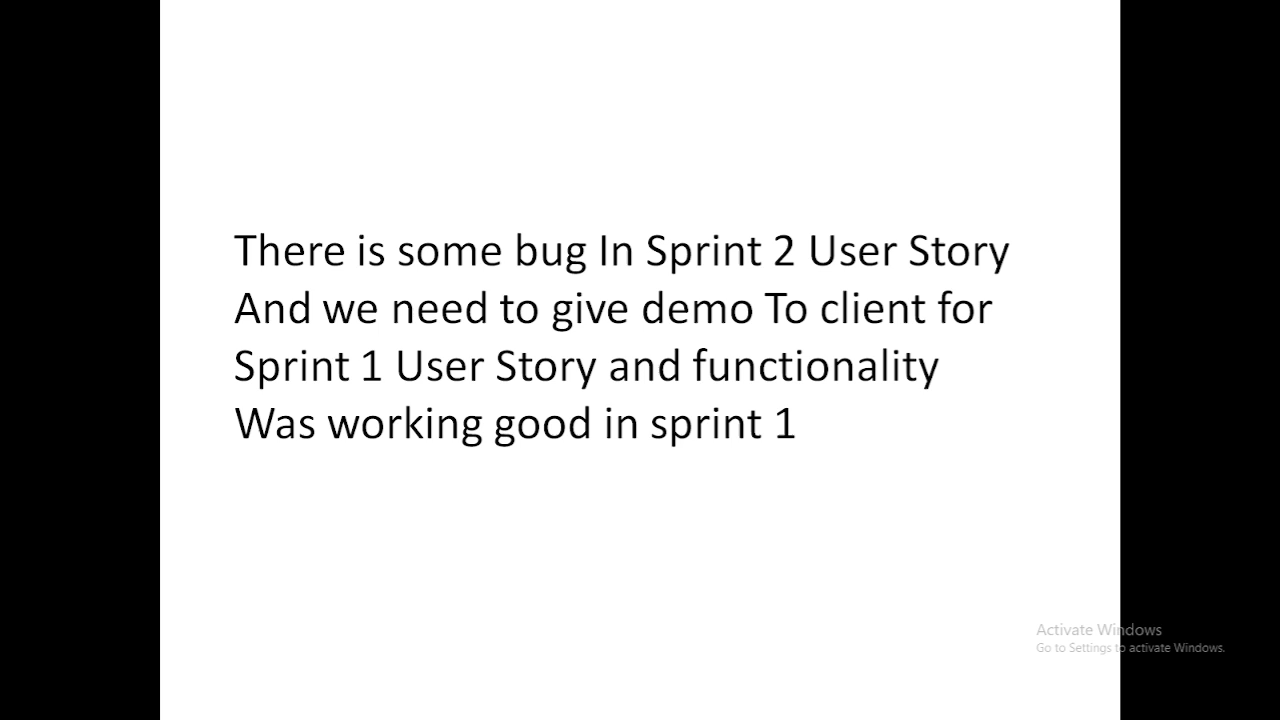 There is some bug In Sprint 2 User Story
And we need to give demo To client for
Sprint 1 User Story and functionality
Was working good in sprint 1
Activate Windows
Go to Settings to activate Windows.